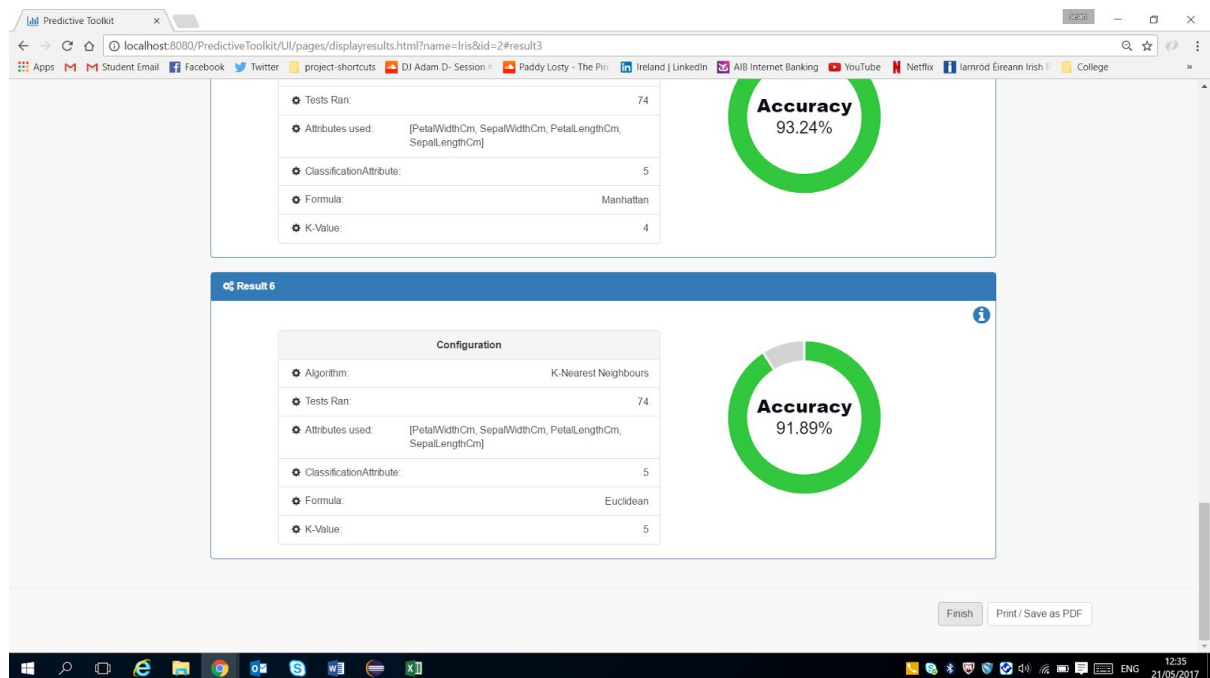 Predictive Toolkit
sean
localhost:8080/PredictiveToolkit/UI/pages/displayresults.html?name=Iris&id=2#result3
Apps Student Email Facebook Twitter project-shortcuts DJ Adam D- Session Paddy Losty - The Pin Ireland | LinkedIn AIB Internet Banking YouTube Netflix Iarnród Éireann Irish R College »
Tests Ran: 74
Attributes used: [PetalWidthCm, SepalWidthCm, PetalLengthCm,
SepalLengthCm]
ClassificationAttribute: 5
Formula: Manhattan
K-Value: 4
Accuracy
93.24%
Result 6
Configuration
Algorithm: K-Nearest Neighbours
Tests Ran: 74
Attributes used: [PetalWidthCm, SepalWidthCm, PetalLengthCm,
SepalLengthCm]
ClassificationAttribute: 5
Formula: Euclidean
K-Value: 5
Accuracy
91.89%
Finish
Print / Save as PDF
ENG
12:35
21/05/2017